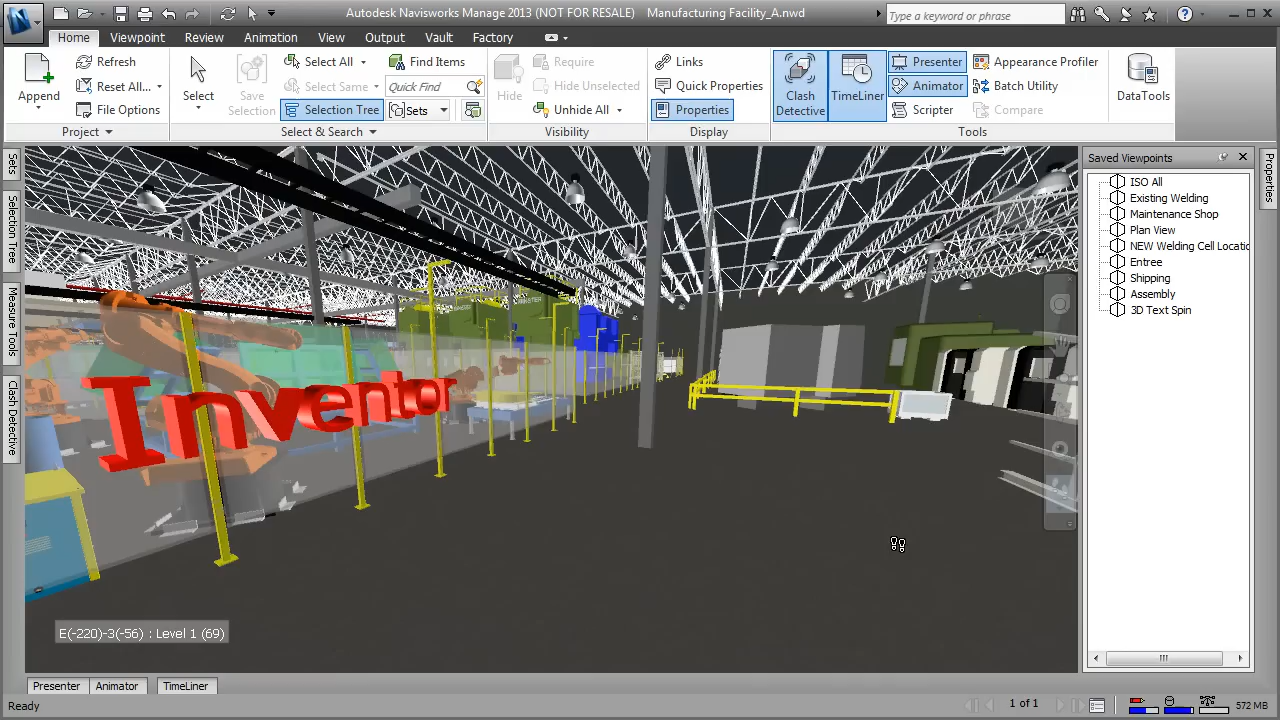 Autodesk Navisworks Manage 2013 (NOT FOR RESALE) Manufacturing Facility_A.nwd
Type a keyword or phrase
Home Viewpoint Review Animation View Output Vault Factory
Append
Refresh
Reset All...
File Options
Project
Select
Save Selection
Select All
Select Same
Selection Tree
Find Items
Quick Find
Sets
Select & Search
Hide
Require
Hide Unselected
Unhide All
Visibility
Links
Quick Properties
Properties
Display
Clash Detective
TimeLiner
Presenter
Animator
Scripter
Appearance Profiler
Batch Utility
Compare
Tools
DataTools
Sets
Selection Tree
Measure Tools
Clash Detective
Inventor
E(-220)-3(-56) : Level 1 (69)
Saved Viewpoints
ISO All
Existing Welding
Maintenance Shop
Plan View
NEW Welding Cell Locatic
Entree
Shipping
Assembly
3D Text Spin
Properties
Presenter Animator TimeLiner
Ready
1 of 1
572 MB